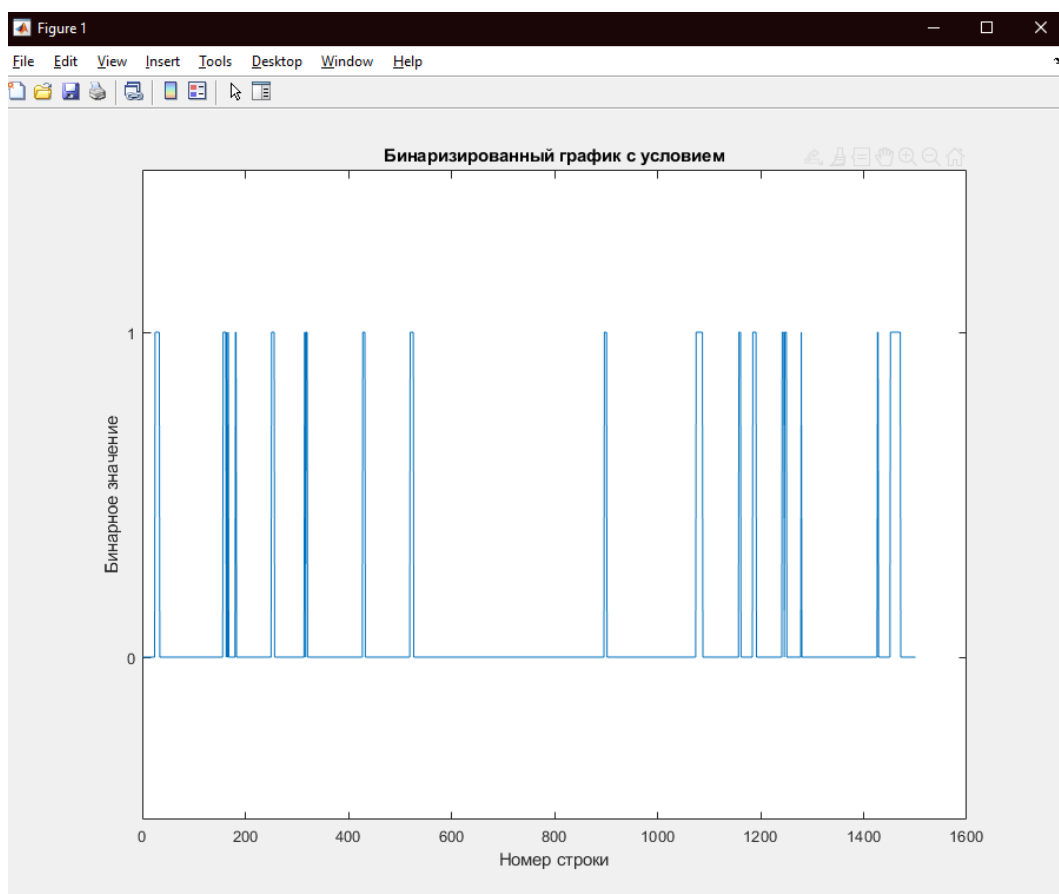 Figure 1
File Edit View Insert Tools Desktop Window Help
Бинаризированный график с условием
1
0
Бинарное значение
0 200 400 600 800 1000 1200 1400 1600
Номер строки